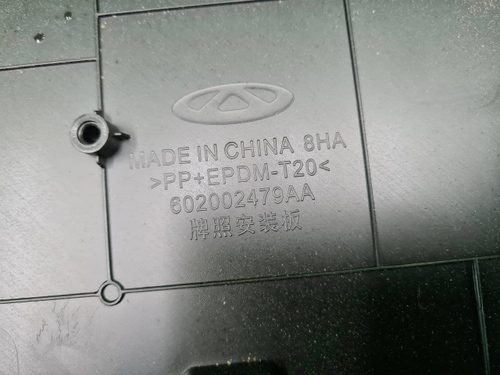 MADE IN CHINA 8HA
>PP+EPDM-T20<
602002479AA
牌照安装板